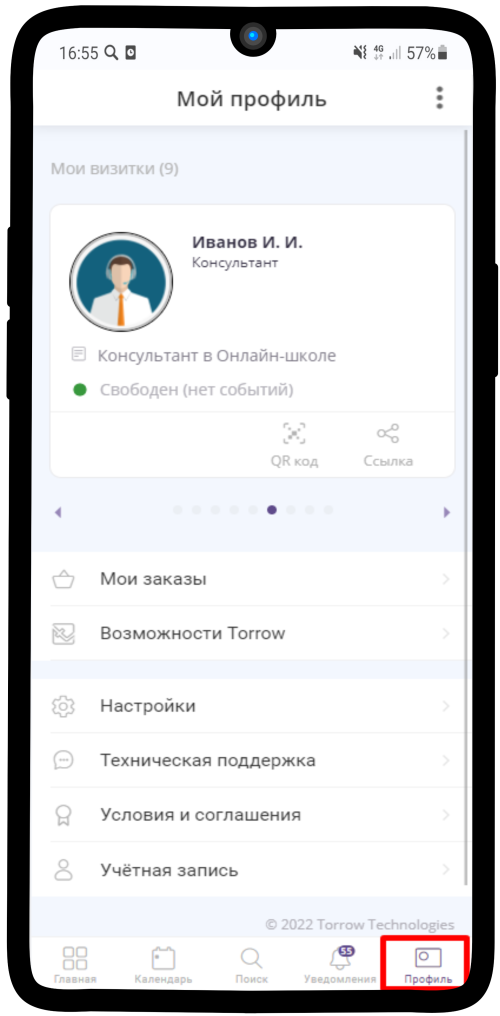 16:55 4G 57%
Мой профиль
Мои визитки (9)
Иванов И. И.
Консультант
Консультант в Онлайн-школе
Свободен (нет событий)
QR код Ссылка
Мои заказы
Возможности Torrow
Настройки
Техническая поддержка
Условия и соглашения
Учётная запись
© 2022 Torrow Technologies
55
Главная Календарь Поиск Уведомления Профиль